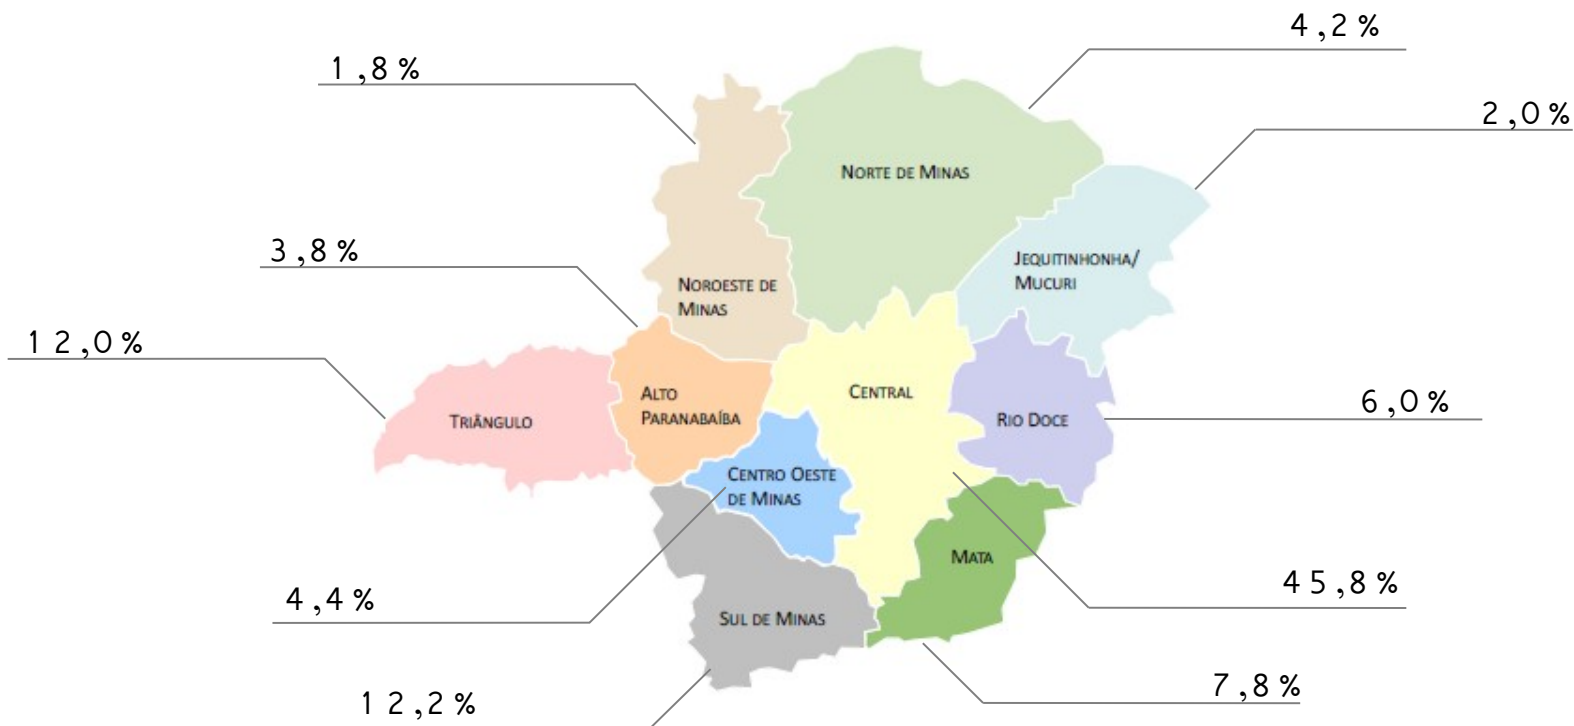 4,2%
1,8%
2,0%
NORTE DE MINAS
3,8%
JEQUITINHONHA/
MUCURI
NOROESTE DE
MINAS
12,0%
ALTO
PARANABAÍBA
CENTRAL
6,0%
TRIÂNGULO
RIO DOCE
CENTRO OESTE
DE MINAS
MATA
45,8%
4,4%
SUL DE MINAS
7,8%
12,2%